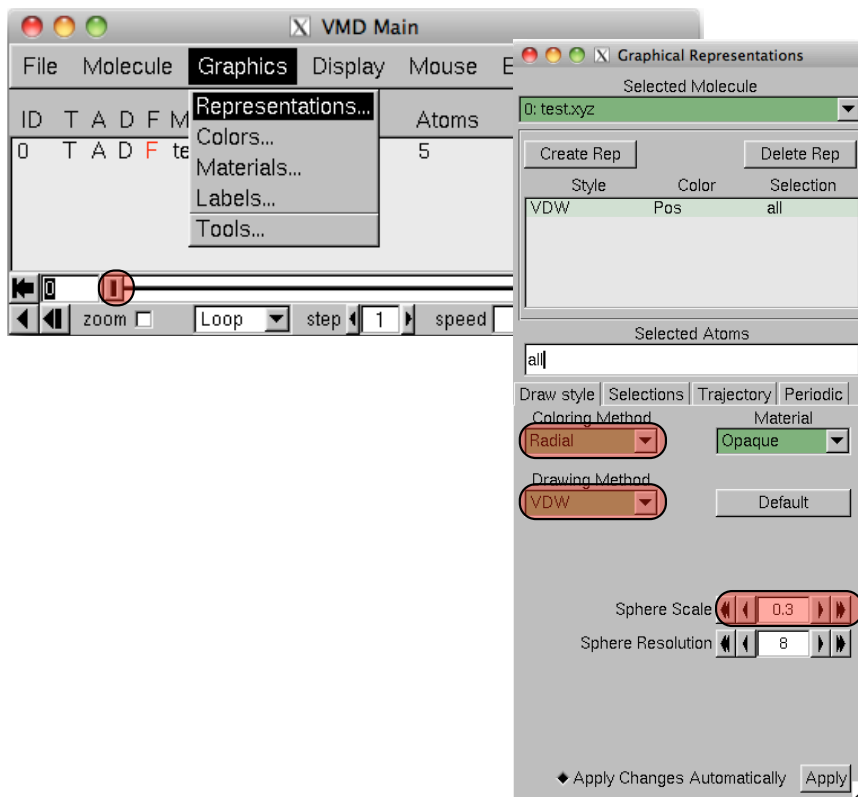 VMD Main
File Molecule Graphics Display Mouse E
ID T A D F M Atoms
0 T A D F te 5
Representations...
Colors...
Materials...
Labels...
Tools...
0
zoom Loop step 1 speed
Graphical Representations
Selected Molecule
0: test.xyz
Create Rep Delete Rep
Style Color Selection
VDW Pos all
Selected Atoms
all
Draw style Selections Trajectory Periodic
Coloring Method Material
Radial Opaque
Drawing Method
VDW Default
Sphere Scale 0.3
Sphere Resolution 8
Apply Changes Automatically Apply